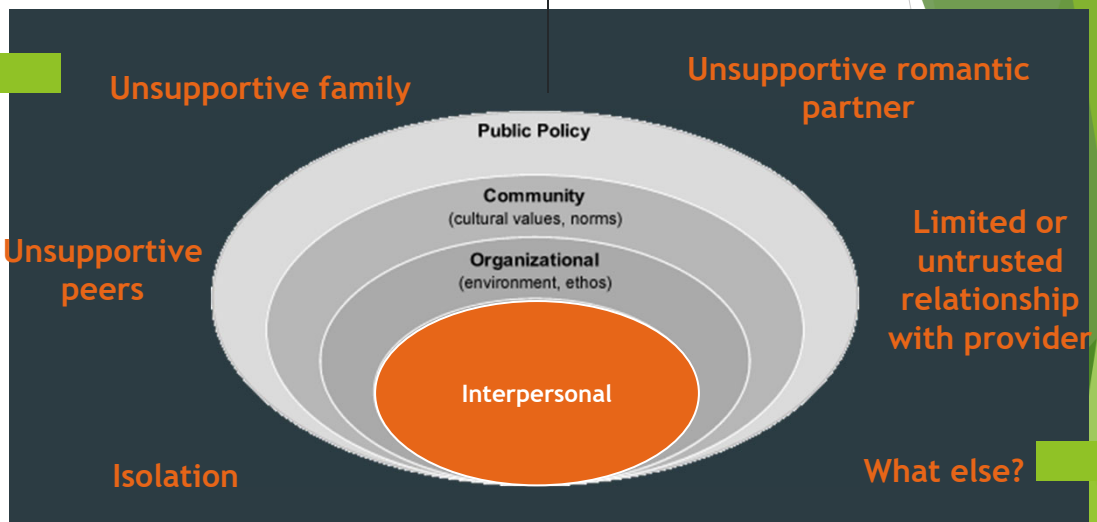 Unsupportive family
Unsupportive romantic
partner
Public Policy
Community
(cultural values, norms)
Organizational
(environment, ethos)
Unsupportive
peers
Limited or
untrusted
relationship
with provider
Interpersonal
Isolation
What else?